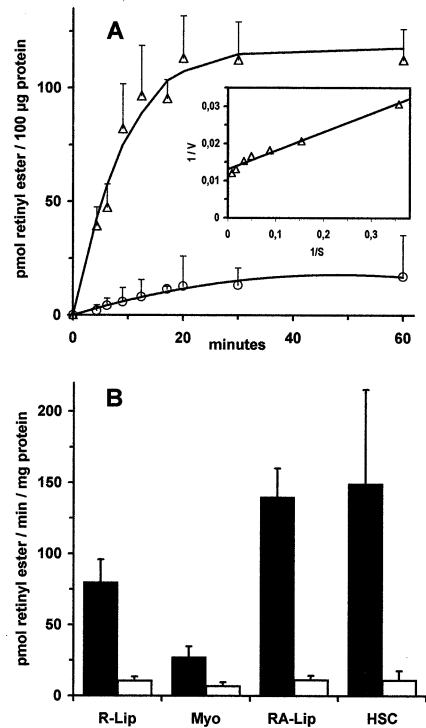 A
pmol retinyl ester / 100 µg protein
100
50
0
0 20 40 60
minutes
1 / V
0,03
0,02
0,01
0
0 0,1 0,2 0,3
1/S
B
pmol retinyl ester / min / mg protein
200
150
100
50
0
R-Lip Myo RA-Lip HSC